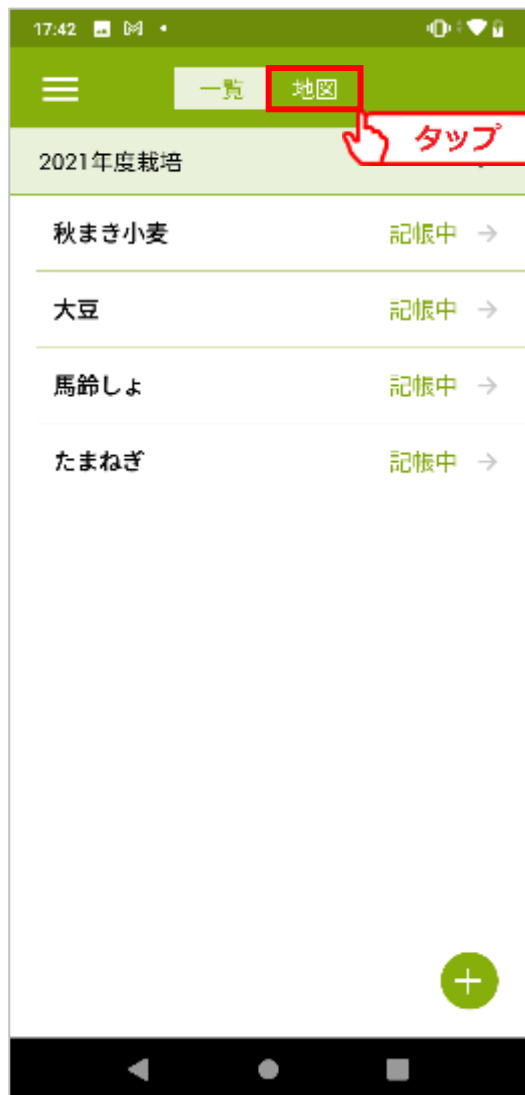 17:42
一覧 地図
タップ
2021年度栽培
秋まき小麦 記帳中
大豆 記帳中
馬鈴しょ 記帳中
たまねぎ 記帳中